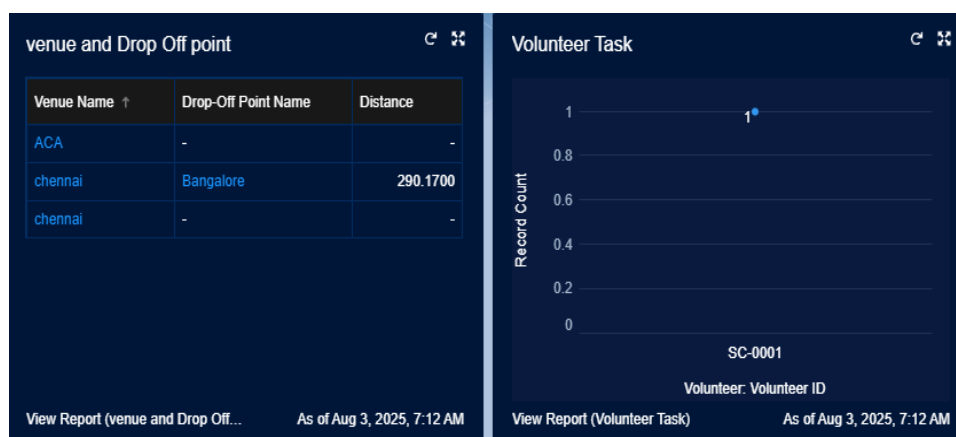 venue and Drop Off point
Venue Name ↑ Drop-Off Point Name Distance
ACA - -
chennai Bangalore 290.1700
chennai - -
View Report (venue and Drop Off... As of Aug 3, 2025, 7:12 AM
Volunteer Task
1
0.8
0.6
0.4
0.2
0
Record Count
1
SC-0001
Volunteer: Volunteer ID
View Report (Volunteer Task) As of Aug 3, 2025, 7:12 AM